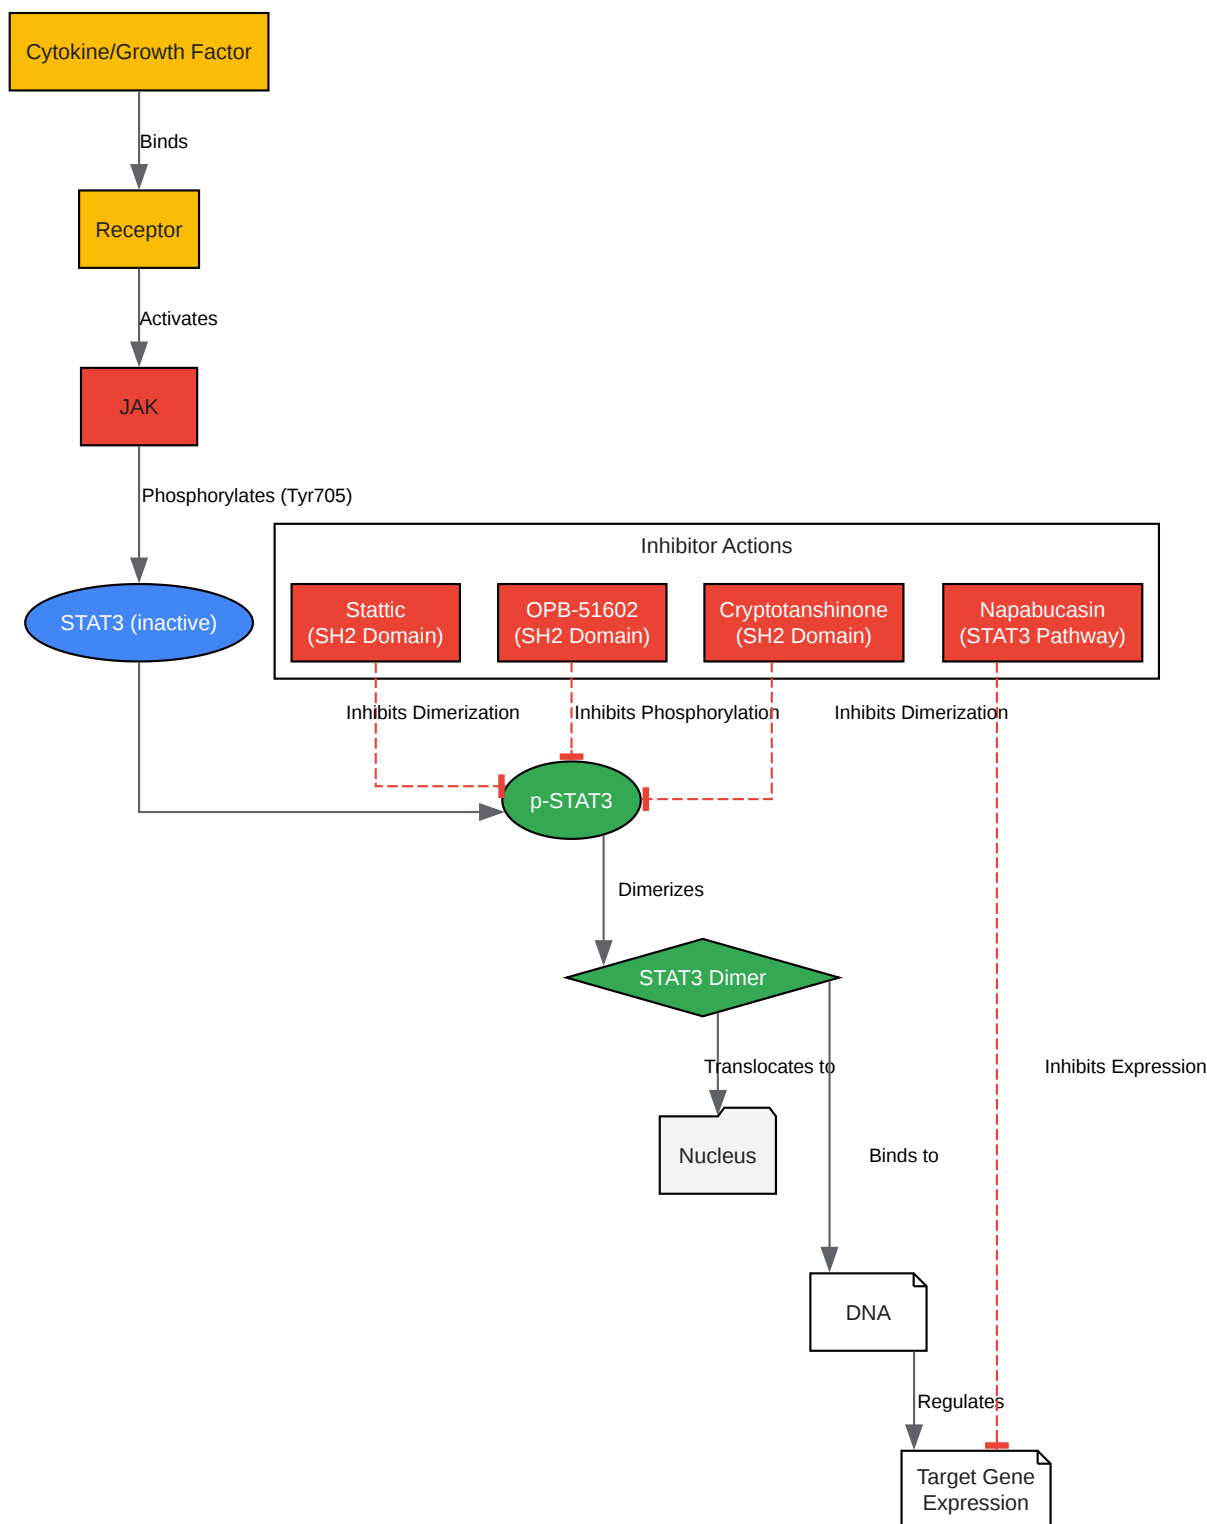 Cytokine/Growth Factor
Binds
Receptor
Activates
JAK
Phosphorylates (Tyr705)
Inhibitor Actions
STAT3 (inactive)
Stattic
(SH2 Domain)
OPB-51602
(SH2 Domain)
Cryptotanshinone
(SH2 Domain)
Napabucasin
(STAT3 Pathway)
Inhibits Dimerization
Inhibits Phosphorylation
Inhibits Dimerization
p-STAT3
Dimerizes
STAT3 Dimer
Translocates to
Inhibits Expression
Nucleus
Binds to
DNA
Regulates
Target Gene
Expression